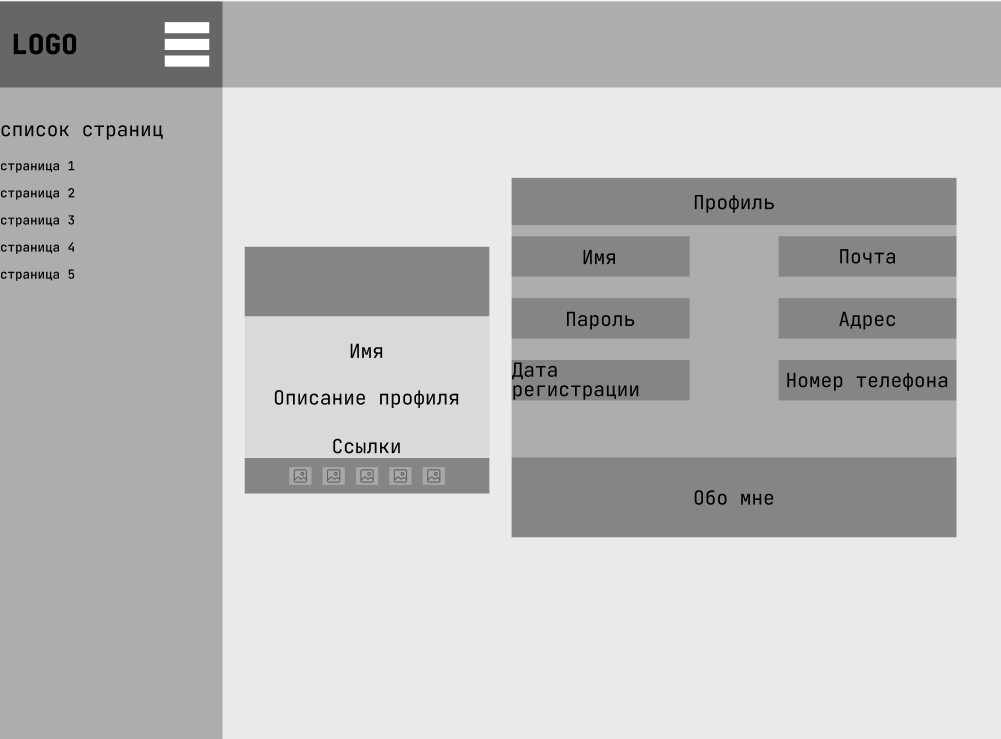 LOGO
список страниц
страница 1
страница 2
страница 3
страница 4
страница 5
Имя
Описание профиля
Ссылки
Профиль
Имя
Почта
Пароль
Адрес
Дата
регистрации
Номер телефона
Обо мне